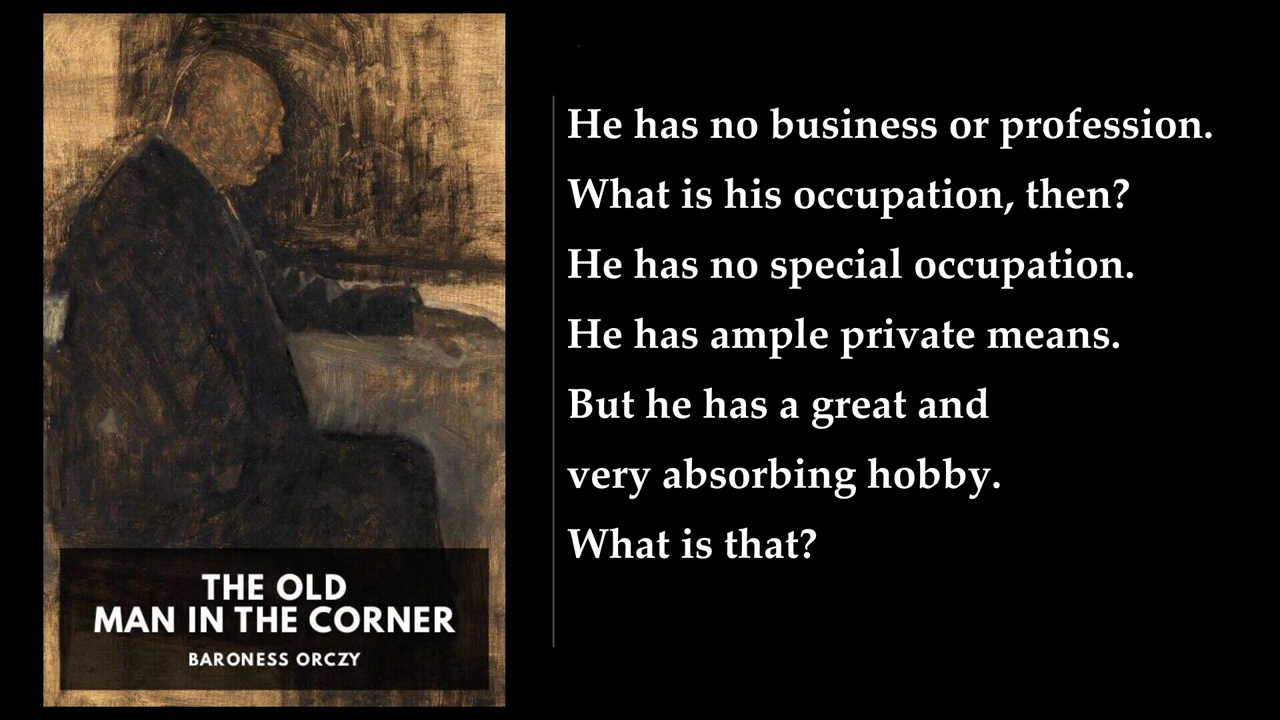 THE OLD
MAN IN THE CORNER
BARONESS ORCZY
He has no business or profession.
What is his occupation, then?
He has no special occupation.
He has ample private means.
But he has a great and
very absorbing hobby.
What is that?